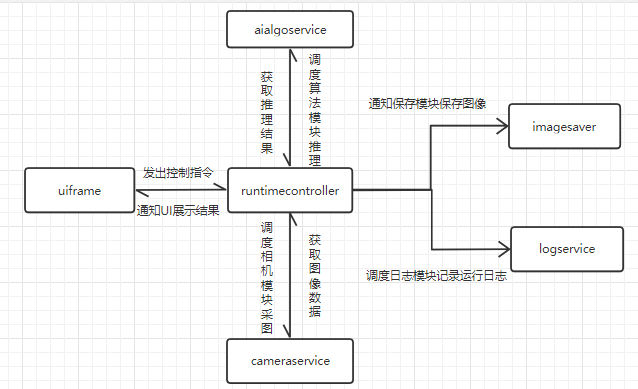 aialgoservice
获取推理结果
调度算法模块推理
通知保存模块保存图像
imagesaver
发出控制指令
uiframe
runtimecontroller
通知UI展示结果
调度相机模块采图
获取图像数据
logservice
调度日志模块记录运行日志
cameraservice